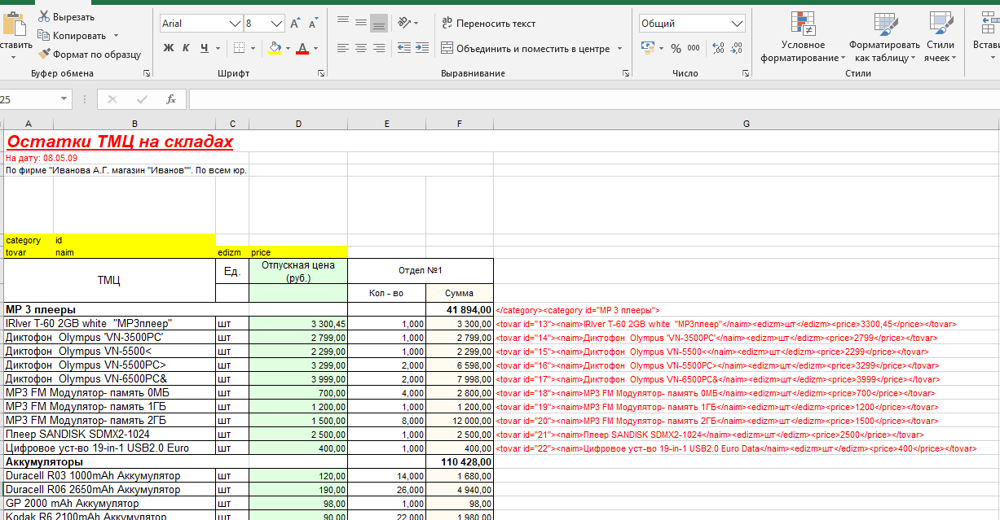 Вырезать
Копировать
Формат по образцу
ставить
Буфер обмена
Arial 8
Ж К Ч
Шрифт
Переносить текст
Объединить и поместить в центре
Выравнивание
Общий
% 000
Число
Условное форматирование
Форматировать как таблицу
Стили ячеек
Стили
Встави
25 fx
A B C D E F G
Остатки ТМЦ на складах
На дату: 08.05.09
По фирме "Иванова А.Г. магазин "Иванов"". По всем юр.
category id
tovar naim edizm price
ТМЦ Ед. Отпускная цена (руб.) Отдел №1
Кол - во Сумма
MP 3 плееры 41 894,00 </category><category id="MP 3 плееры">
IRIver T-60 2GB white  "MP3плеер" шт 3 300,45 1,000 3 300,00 <tovar id="13"><naim>IRIver T-60 2GB white  "MP3плеер"</naim><edizm>шт</edizm><price>3300,45</price></tovar>
Диктофон  Olympus 'VN-3500PC' шт 2 799,00 1,000 2 799,00 <tovar id="14"><naim>Диктофон  Olympus 'VN-3500PC'</naim><edizm>шт</edizm><price>2799</price></tovar>
Диктофон  Olympus VN-5500< шт 2 299,00 1,000 2 299,00 <tovar id="15"><naim>Диктофон  Olympus VN-5500<</naim><edizm>шт</edizm><price>2299</price></tovar>
Диктофон  Olympus VN-5500PC> шт 3 299,00 2,000 6 598,00 <tovar id="16"><naim>Диктофон  Olympus VN-5500PC></naim><edizm>шт</edizm><price>3299</price></tovar>
Диктофон  Olympus VN-6500PC& шт 3 999,00 2,000 7 998,00 <tovar id="17"><naim>Диктофон  Olympus VN-6500PC&</naim><edizm>шт</edizm><price>3999</price></tovar>
MP3 FM Модулятор- память 0МБ шт 700,00 4,000 2 800,00 <tovar id="18"><naim>MP3 FM Модулятор- память 0МБ</naim><edizm>шт</edizm><price>700</price></tovar>
MP3 FM Модулятор- память 1ГБ шт 1 200,00 1,000 1 200,00 <tovar id="19"><naim>MP3 FM Модулятор- память 1ГБ</naim><edizm>шт</edizm><price>1200</price></tovar>
MP3 FM Модулятор- память 2ГБ шт 1 500,00 8,000 12 000,00 <tovar id="20"><naim>MP3 FM Модулятор- память 2ГБ</naim><edizm>шт</edizm><price>1500</price></tovar>
Плеер SANDISK SDMX2-1024 шт 2 500,00 1,000 2 500,00 <tovar id="21"><naim>Плеер SANDISK SDMX2-1024</naim><edizm>шт</edizm><price>2500</price></tovar>
Цифровое уст-во 19-in-1 USB2.0 Euro шт 400,00 1,000 400,00 <tovar id="22"><naim>Цифровое уст-во 19-in-1 USB2.0 Euro Data</naim><edizm>шт</edizm><price>400</price></tovar>
Аккумуляторы 110 428,00
Duracell R03 1000mAh Аккумулятор шт 120,00 14,000 1 680,00
Duracell R06 2650mAh Аккумулятор шт 190,00 26,000 4 940,00
GP 2000 mAh Аккумулятор шт 98,00 1,000 98,00
Kodak R6 2100mAh Аккумулятор шт 90,00 22,000 1 980,00